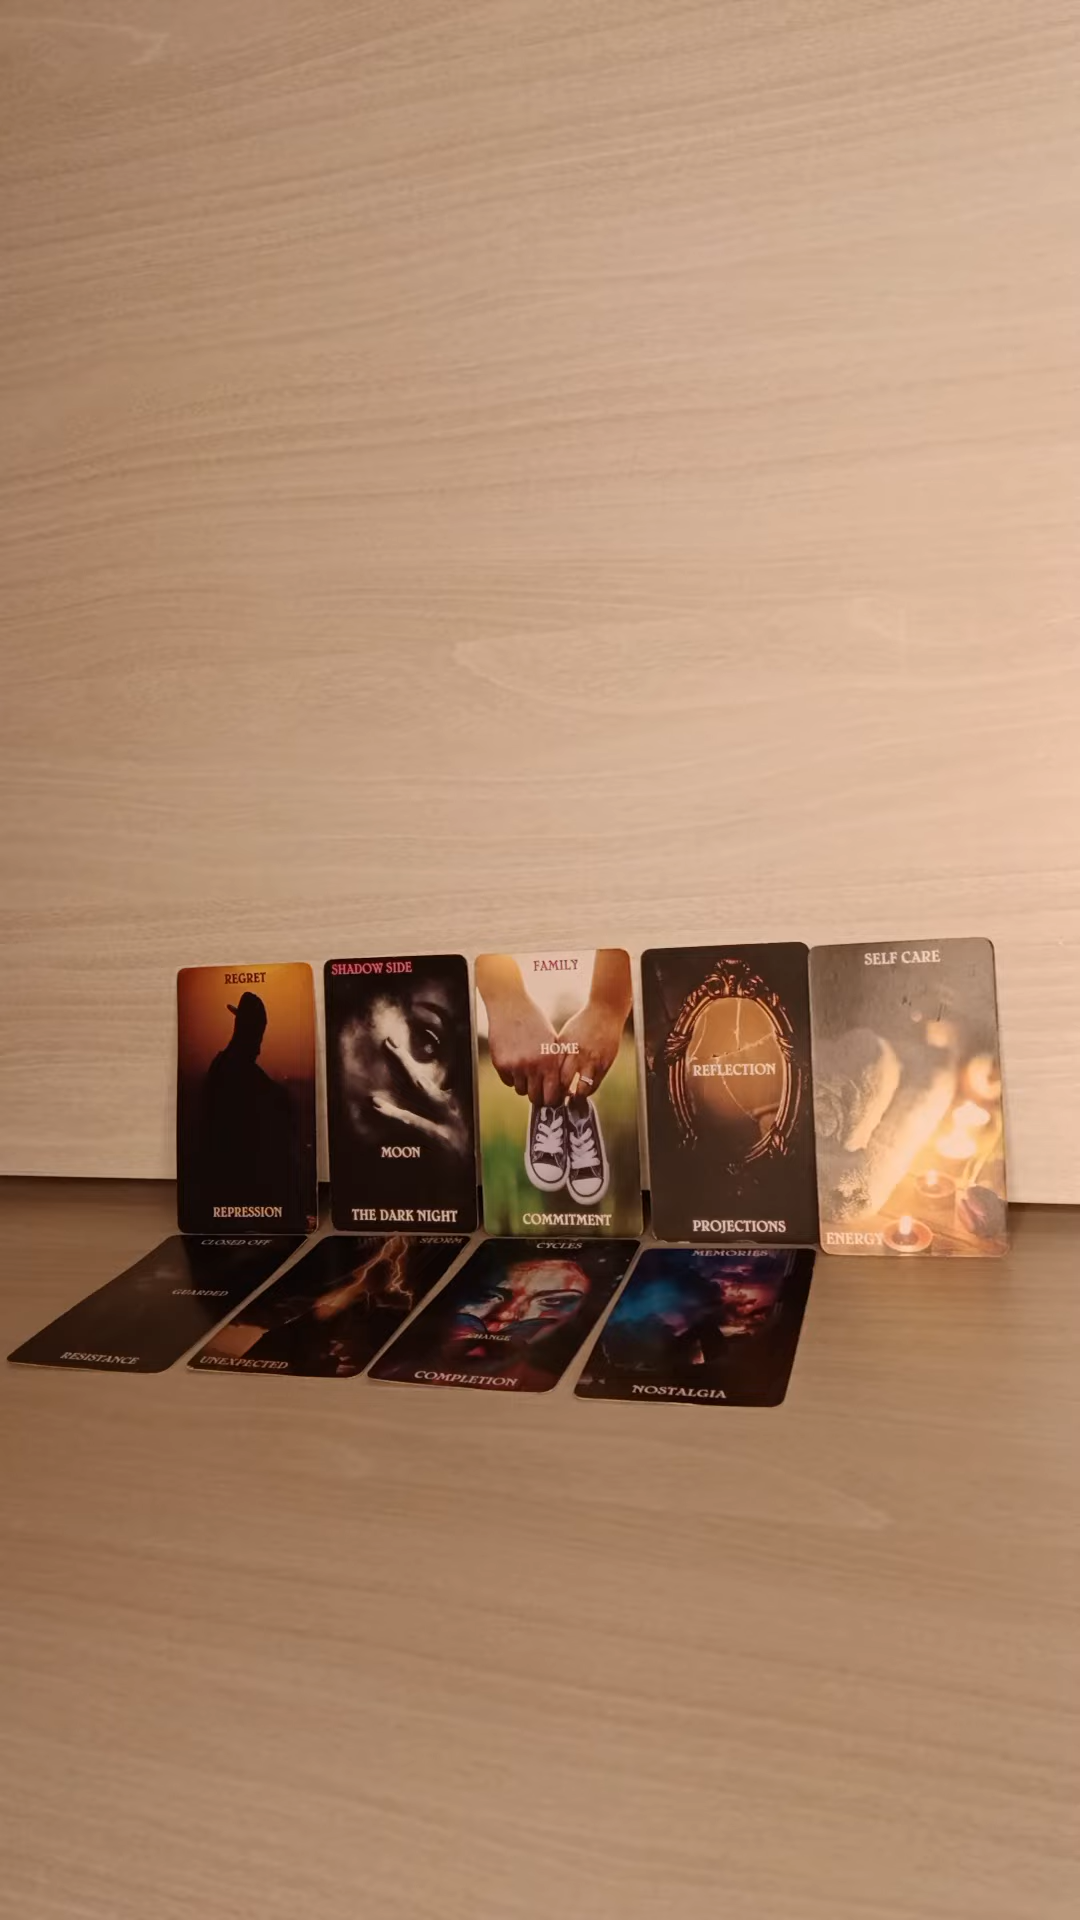 REGRET
REPRESSION
SHADOW SIDE
MOON
THE DARK NIGHT
FAMILY
HOME
COMMITMENT
REFLECTION
PROJECTIONS
SELF CARE
ENERGY
CLOSED OFF
GUARDED
RESISTANCE
STORM
UNEXPECTED
CYCLES
CHANGE
COMPLETION
MEMORIES
NOSTALGIA